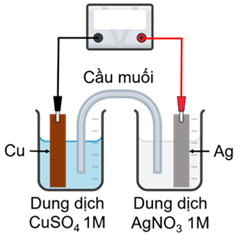 V
Cầu muối
Cu
Ag
Dung dịch
CuSO₄ 1M
Dung dịch
AgNO₃ 1M